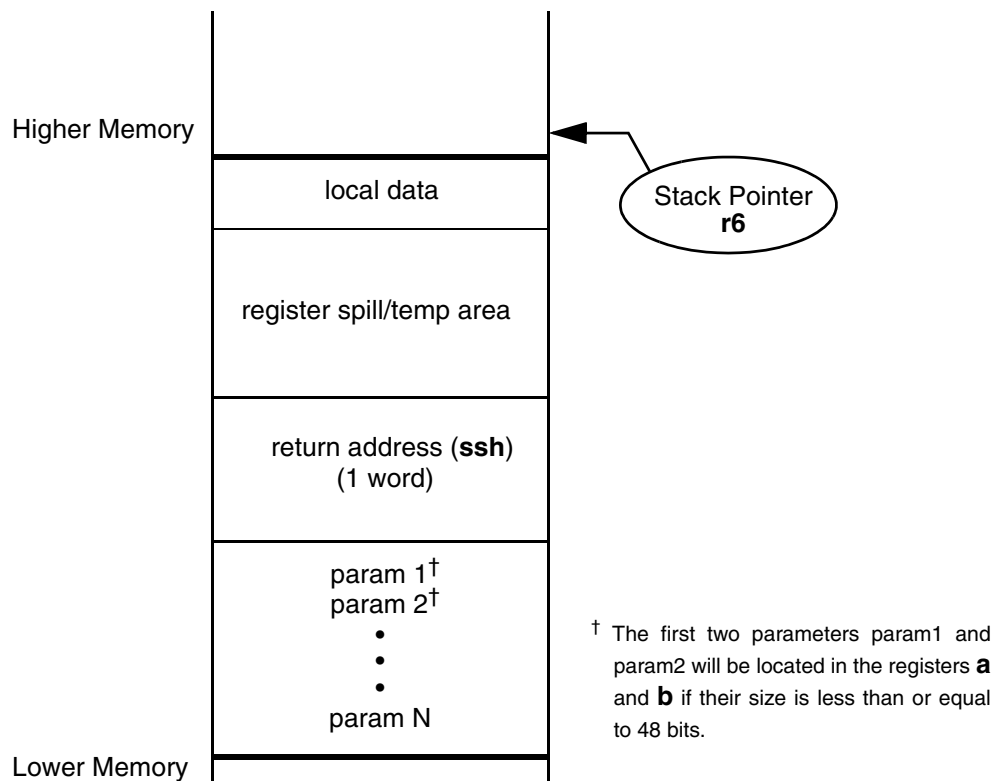 Higher Memory
local data
Stack Pointer
r6
register spill/temp area
return address (ssh)
(1 word)
param 1†
param 2†
•
•
•
param N
† The first two parameters param1 and
param2 will be located in the registers a
and b if their size is less than or equal
to 48 bits.
Lower Memory